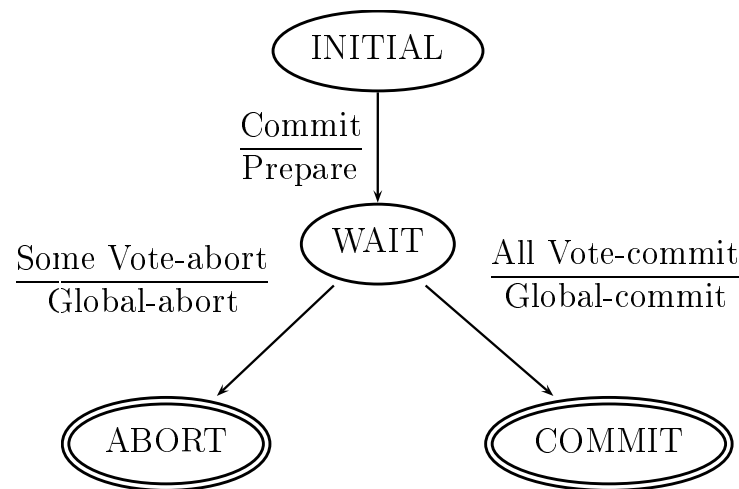 INITIAL
Commit
Prepare
WAIT
Some Vote-abort
Global-abort
All Vote-commit
Global-commit
ABORT
COMMIT